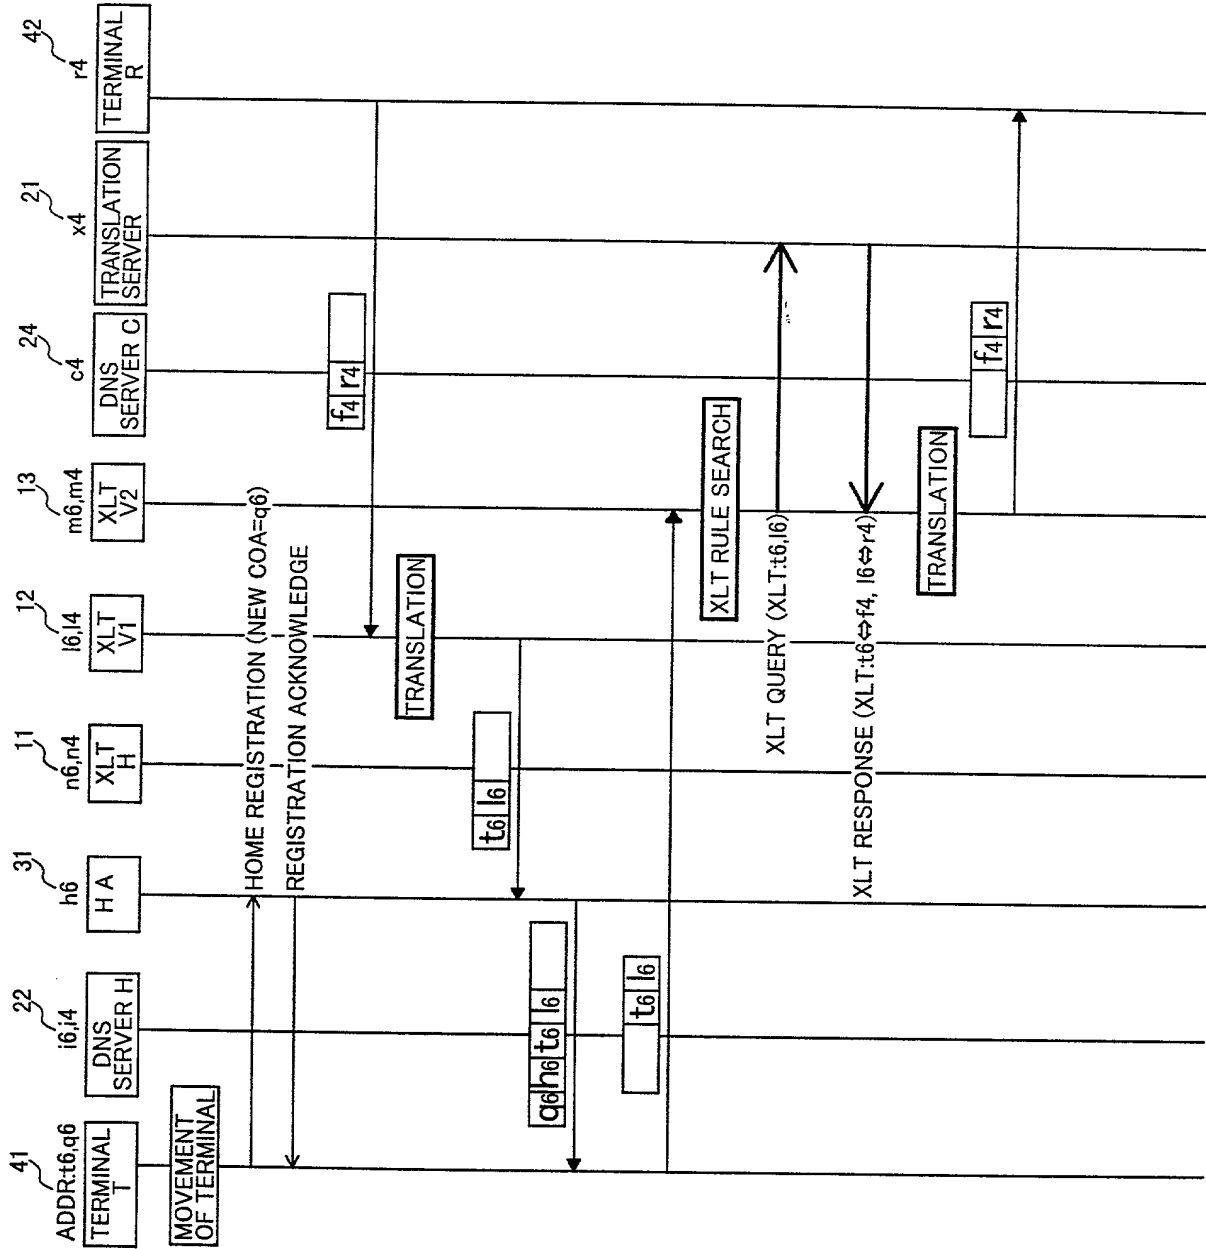 41
ADDR:t6,q6
TERMINAL
T
22
i6,i4
DNS
SERVER H
31
h6
H A
11
n6,n4
XLT
H
12
l6,l4
XLT
V1
13
m6,m4
XLT
V2
24
c4
DNS
SERVER C
21
x4
TRANSLATION
SERVER
42
r4
TERMINAL
R
MOVEMENT
OF TERMINAL
HOME REGISTRATION (NEW COA=q6)
REGISTRATION ACKNOWLEDGE
f4 r4
TRANSLATION
t6 l6
q6 h6 t6 l6
t6 l6
XLT RULE SEARCH
XLT QUERY (XLT:t6,l6)
XLT RESPONSE (XLT:t6⇔f4, l6⇔r4)
TRANSLATION
f4 r4